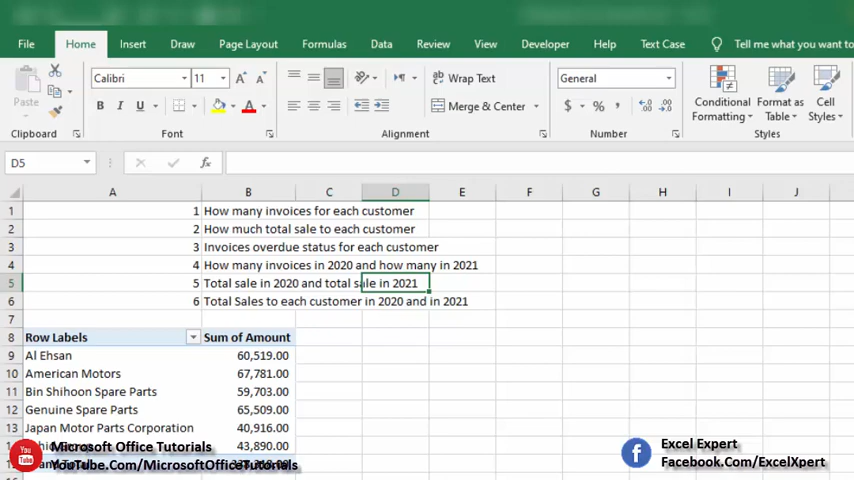 File Home Insert Draw Page Layout Formulas Data Review View Developer Help Text Case Tell me what you want to
Paste
Calibri 11 A A
B I U A
ab Wrap Text
Merge & Center
General
$ % ,
Conditional Formatting
Format as Table
Cell Styles
Clipboard Font Alignment Number Styles
D5 fx
A B C D E F G H I J
1 1 How many invoices for each customer
2 2 How much total sale to each customer
3 3 Invoices overdue status for each customer
4 4 How many invoices in 2020 and how many in 2021
5 5 Total sale in 2020 and total sale in 2021
6 6 Total Sales to each customer in 2020 and in 2021
7
8 Row Labels Sum of Amount
9 Al Ehsan 60,519.00
10 American Motors 67,781.00
11 Bin Shihoon Spare Parts 59,703.00
12 Genuine Spare Parts 65,509.00
13 Japan Motor Parts Corporation 40,916.00
43,890.00
You Tube
Microsoft Office Tutorials
YouTube.Com/MicrosoftOfficeTutorials
f
Excel Expert
Facebook.Com/ExcelXpert